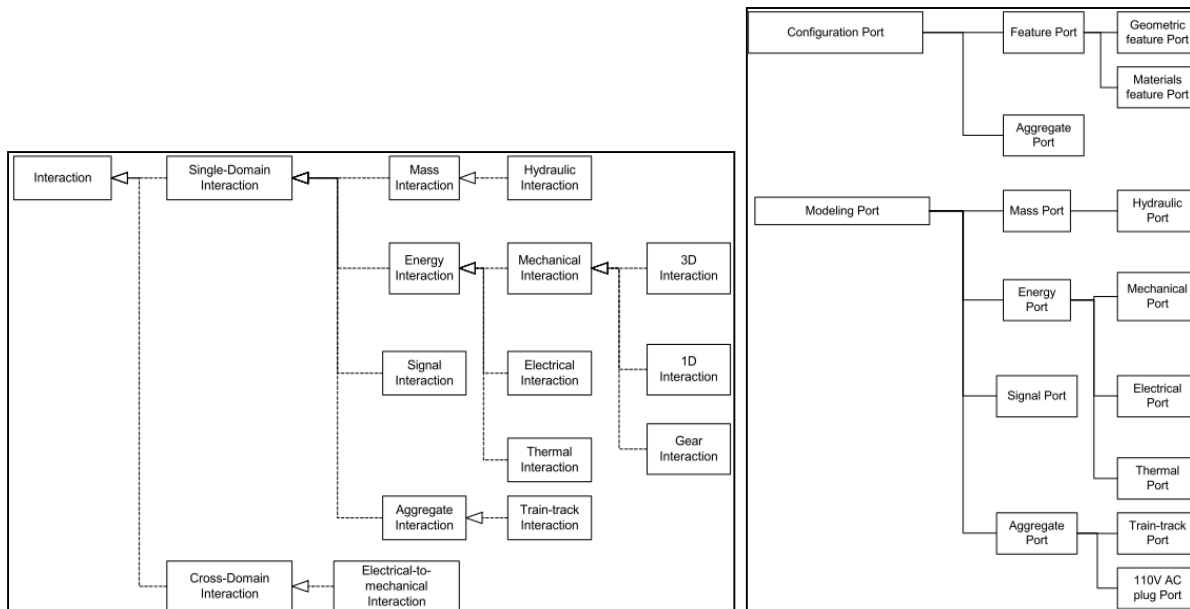 Interaction
Single-Domain
Interaction
Mass
Interaction
Hydraulic
Interaction
Energy
Interaction
Mechanical
Interaction
3D
Interaction
Signal
Interaction
Electrical
Interaction
1D
Interaction
Thermal
Interaction
Gear
Interaction
Aggregate
Interaction
Train-track
Interaction
Cross-Domain
Interaction
Electrical-to-
mechanical
Interaction
Configuration Port
Feature Port
Geometric
feature Port
Materials
feature Port
Aggregate
Port
Modeling Port
Mass Port
Hydraulic
Port
Energy
Port
Mechanical
Port
Signal Port
Electrical
Port
Thermal
Port
Aggregate
Port
Train-track
Port
110V AC
plug Port